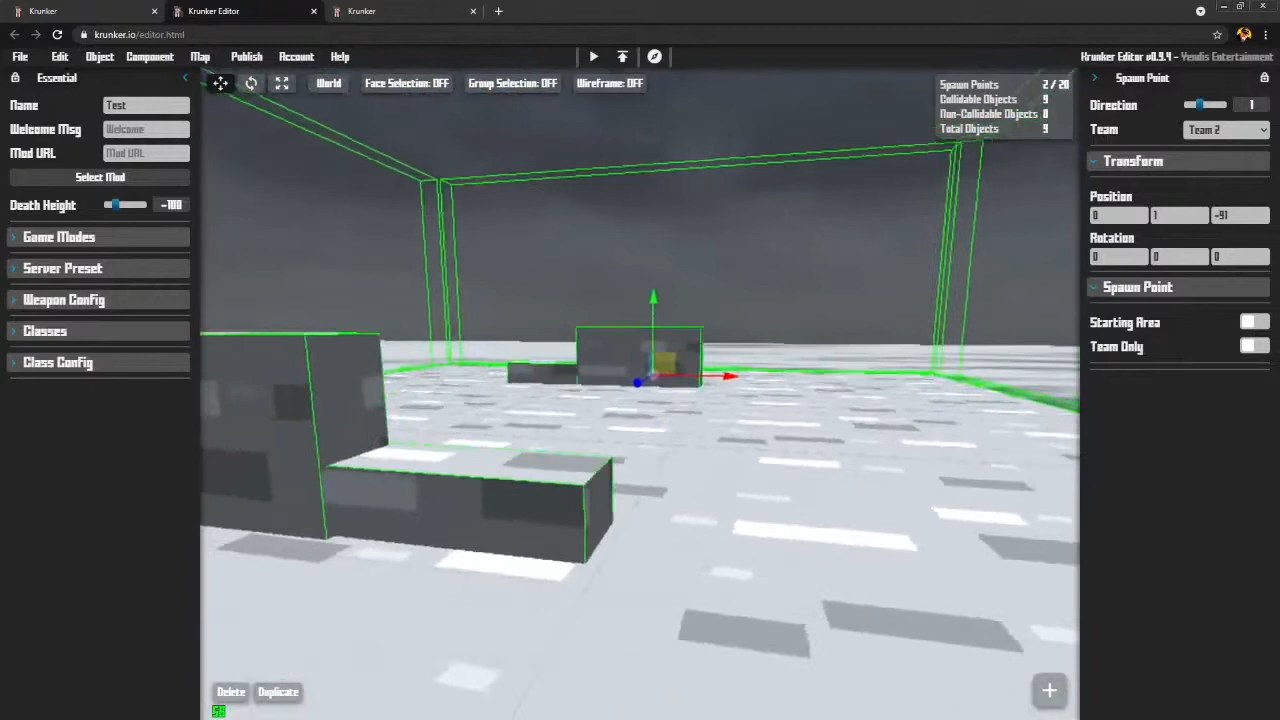 Krunker
Krunker Editor
Krunker
krunker.io/editor.html
File Edit Object Component Map Publish Account Help
Krunker Editor v0.9.4 - Yendis Entertainment
Essential
Name Test
Welcome Msg Welcome
Mod URL Mod URL
Select Mod
Death Height -100
Game Modes
Server Preset
Weapon Config
Classes
Class Config
World Face Selection: OFF Group Selection: OFF Wireframe: OFF
Spawn Points 2 / 20
Collidable Objects 9
Non-Collidable Objects 0
Total Objects 9
Delete Duplicate
58
Spawn Point
Direction 1
Team Team 2
Transform
Position
0 1 -91
Rotation
0 0 0
Spawn Point
Starting Area
Team Only